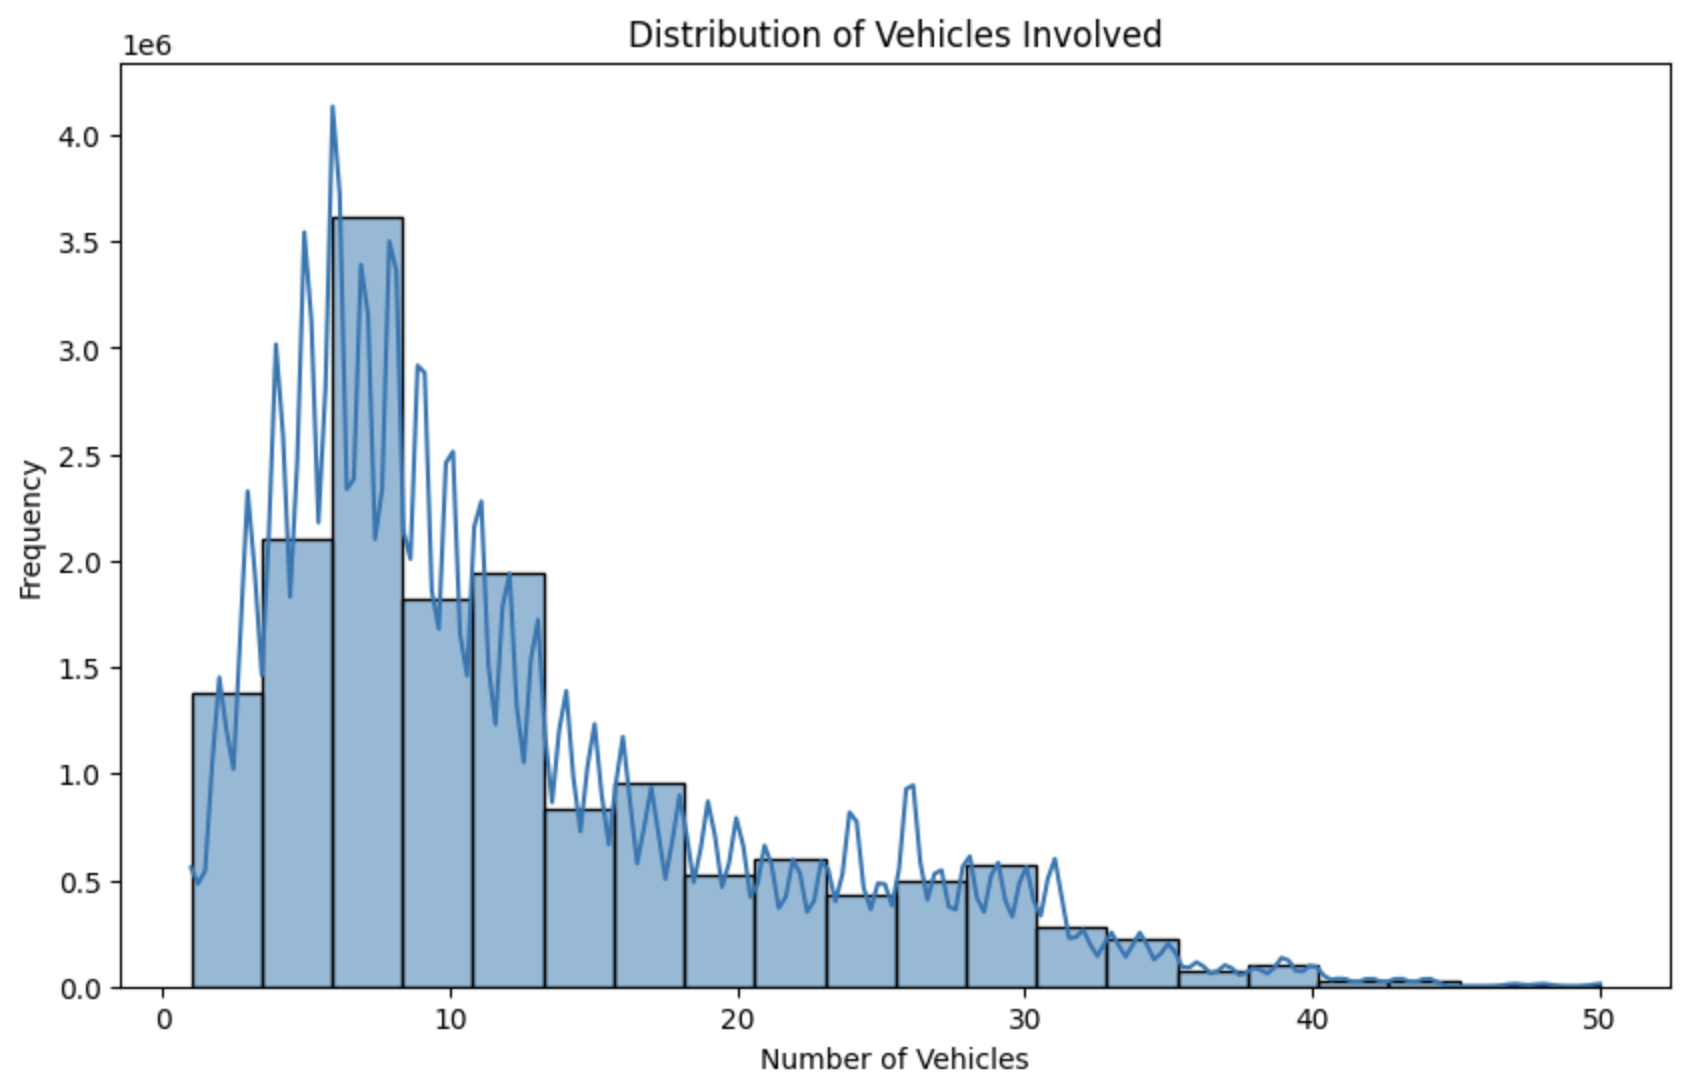 Distribution of Vehicles Involved
1e6
4.0
3.5
3.0
2.5
2.0
1.5
1.0
0.5
0.0
Frequency
0 10 20 30 40 50
Number of Vehicles